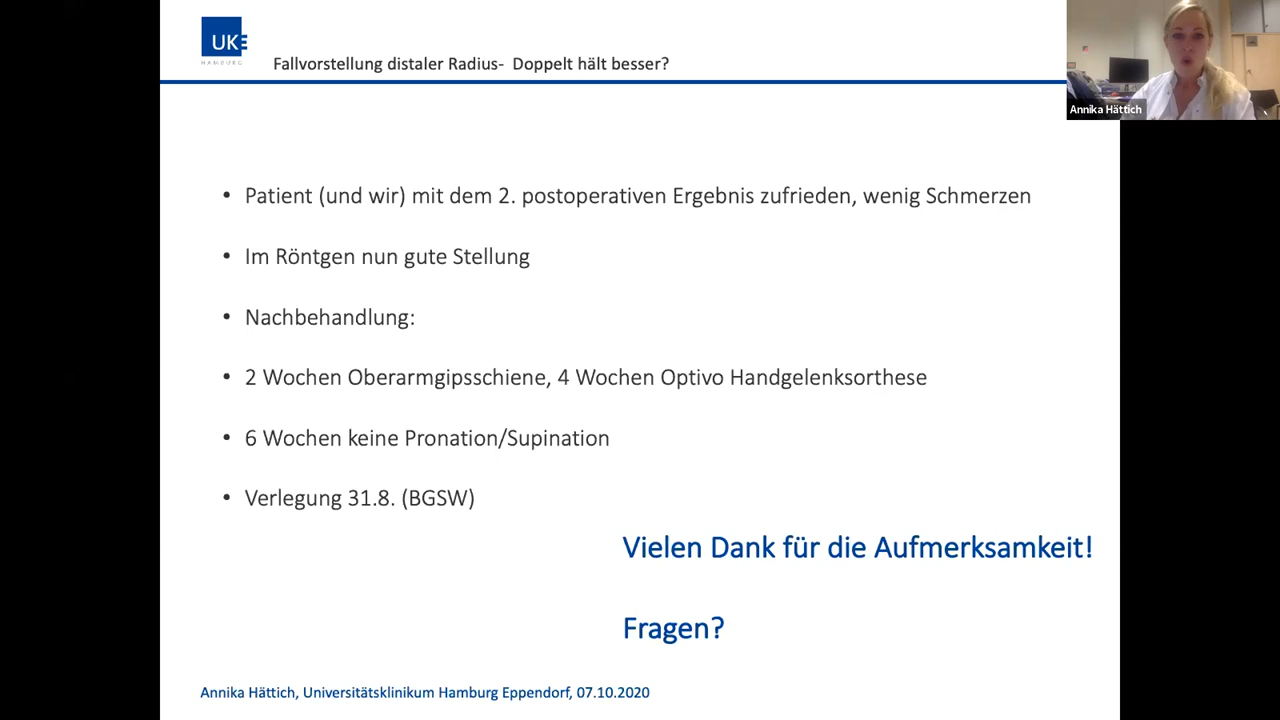 UKE
HAMBURG
Fallvorstellung distaler Radius- Doppelt hält besser?
Annika Hättich
• Patient (und wir) mit dem 2. postoperativen Ergebnis zufrieden, wenig Schmerzen
• Im Röntgen nun gute Stellung
• Nachbehandlung:
• 2 Wochen Oberarmgipsschiene, 4 Wochen Optivo Handgelenksorthese
• 6 Wochen keine Pronation/Supination
• Verlegung 31.8. (BGSW)
Vielen Dank für die Aufmerksamkeit!
Fragen?
Annika Hättich, Universitätsklinikum Hamburg Eppendorf, 07.10.2020